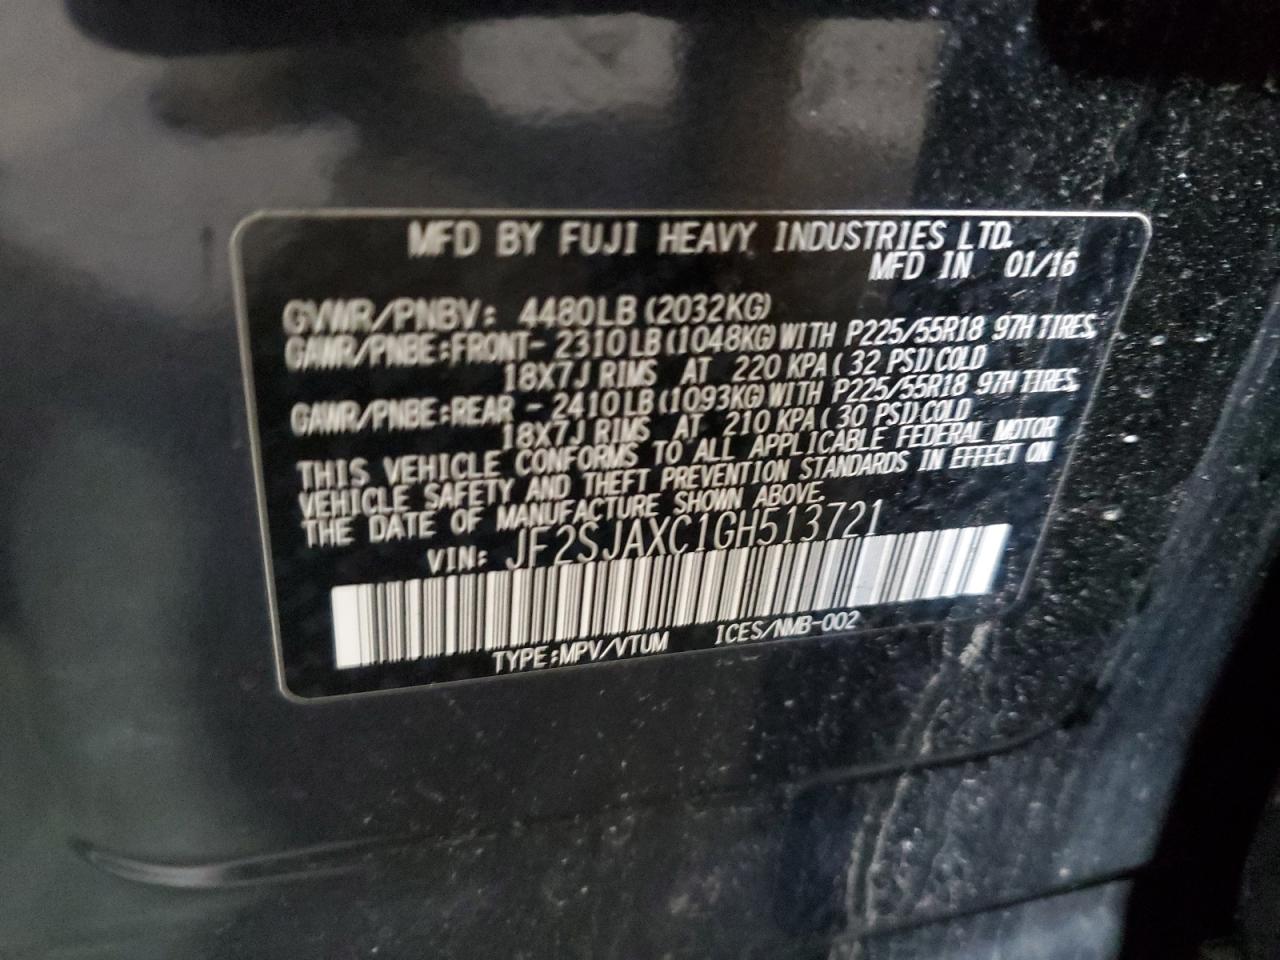 MFD BY FUJI HEAVY INDUSTRIES LTD.
MFD IN 01/16
GVWR/PNBV: 4480LB (2032KG)
GAWR/PNBE:FRONT- 2310LB(1048KG)WITH P225/55R18 97H TIRES,
18X7J RIMS AT 220 KPA( 32 PSI)COLD
GAWR/PNBE:REAR - 2410LB(1093KG)WITH P225/55R18 97H TIRES,
18X7J RIMS AT 210 KPA( 30 PSI)COLD
THIS VEHICLE CONFORMS TO ALL APPLICABLE FEDERAL MOTOR
VEHICLE SAFETY AND THEFT PREVENTION STANDARDS IN EFFECT ON
THE DATE OF MANUFACTURE SHOWN ABOVE.
VIN: JF2SJAXC1GH513721
TYPE:MPV/VTUM ICES/NMB-002